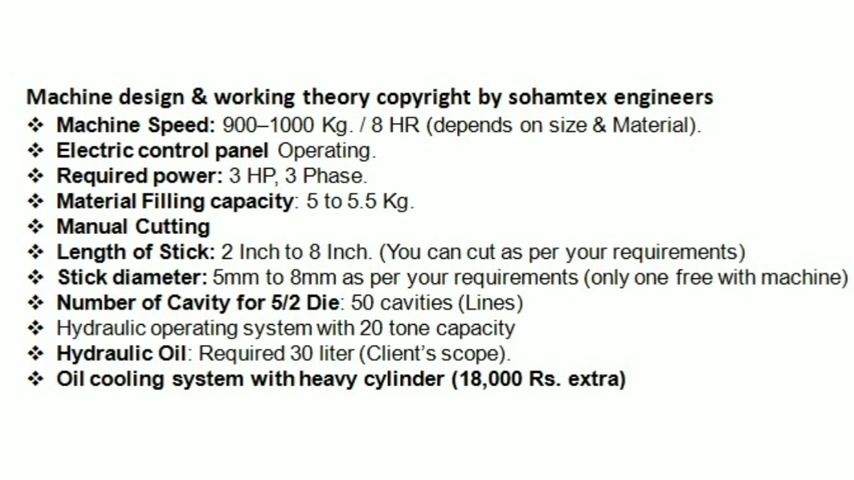 Machine design & working theory copyright by sohamtex engineers
❖ Machine Speed: 900–1000 Kg. / 8 HR (depends on size & Material).
❖ Electric control panel Operating.
❖ Required power: 3 HP, 3 Phase.
❖ Material Filling capacity: 5 to 5.5 Kg.
❖ Manual Cutting
❖ Length of Stick: 2 Inch to 8 Inch. (You can cut as per your requirements)
❖ Stick diameter: 5mm to 8mm as per your requirements (only one free with machine)
❖ Number of Cavity for 5/2 Die: 50 cavities (Lines)
❖ Hydraulic operating system with 20 tone capacity
❖ Hydraulic Oil: Required 30 liter (Client's scope).
❖ Oil cooling system with heavy cylinder (18,000 Rs. extra)